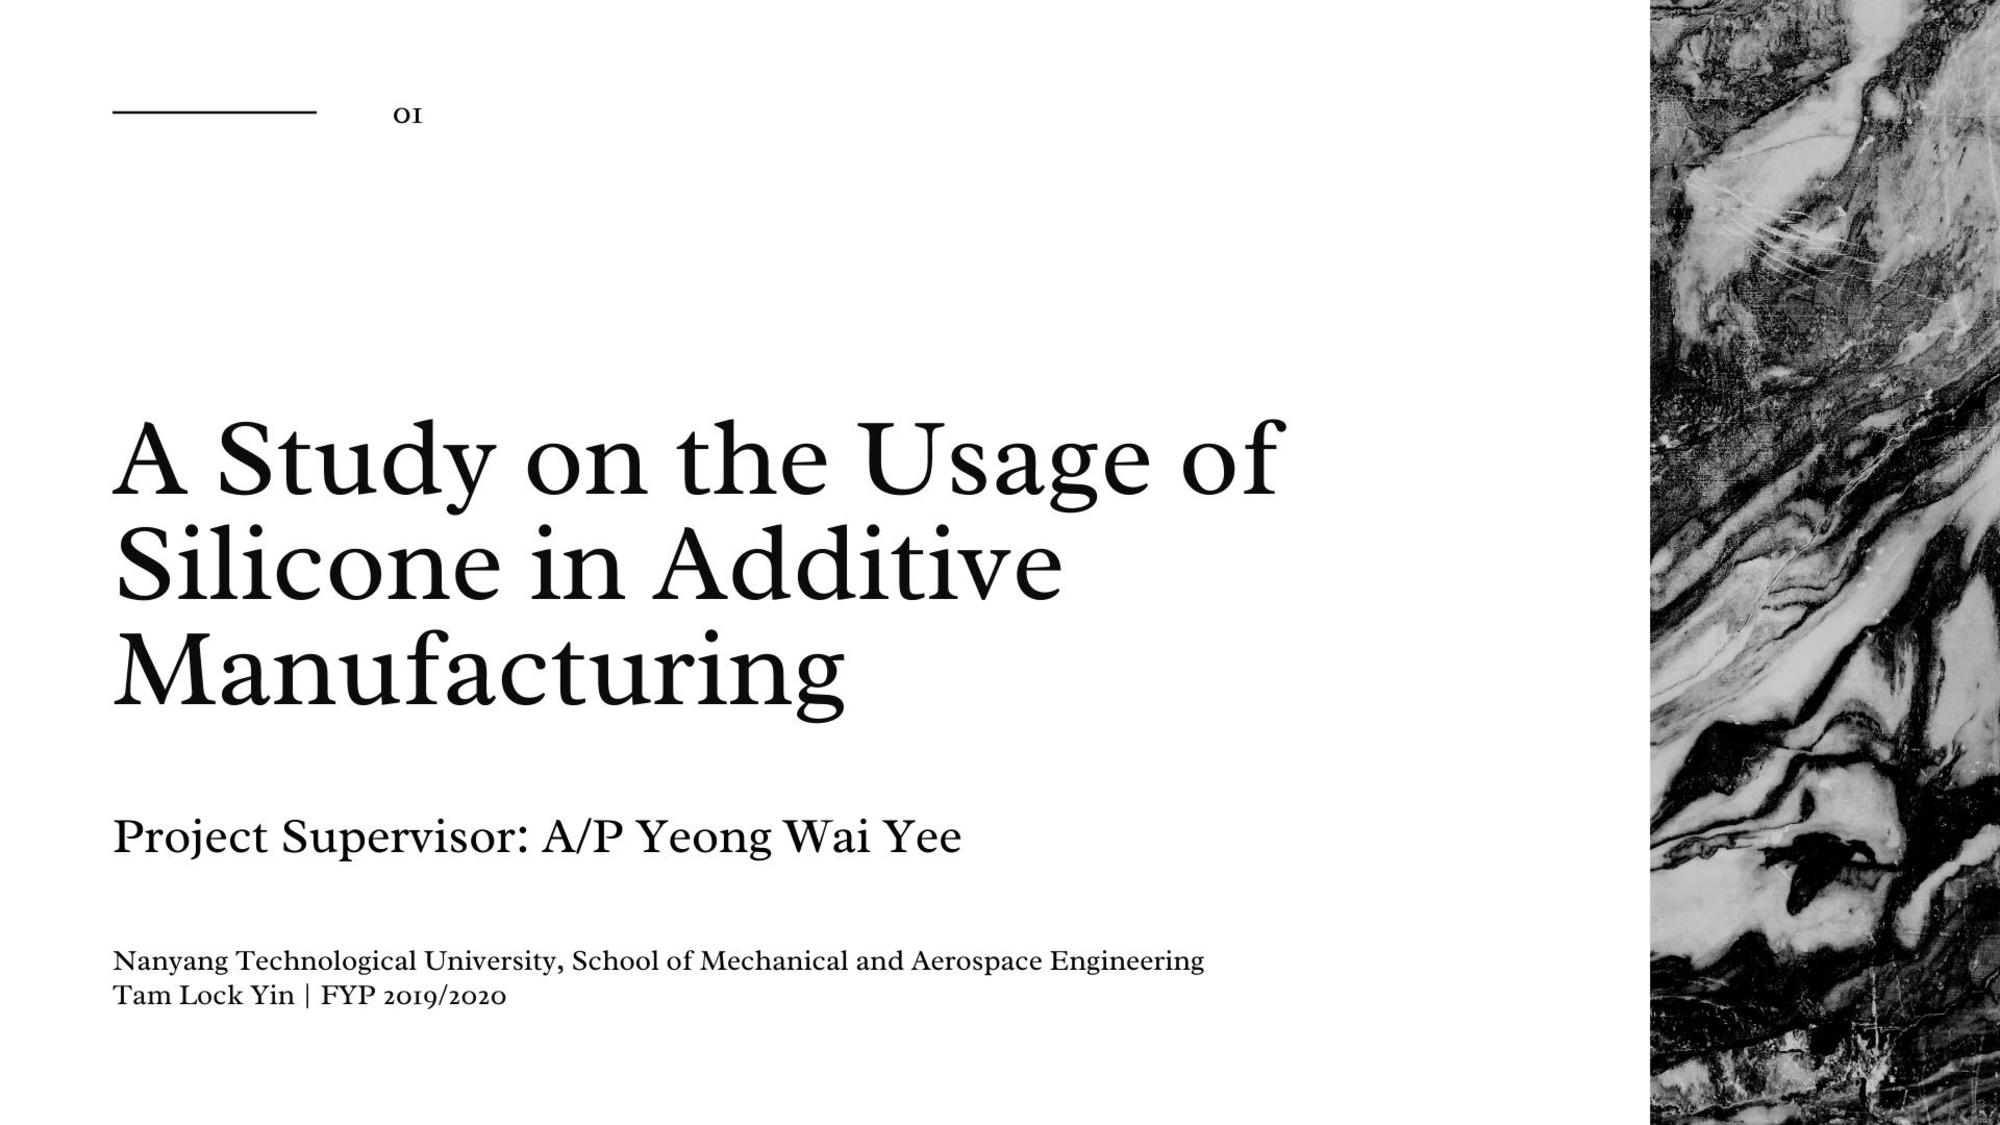 01
A Study on the Usage of
Silicone in Additive
Manufacturing
Project Supervisor: A/P Yeong Wai Yee
Nanyang Technological University, School of Mechanical and Aerospace Engineering
Tam Lock Yin | FYP 2019/2020